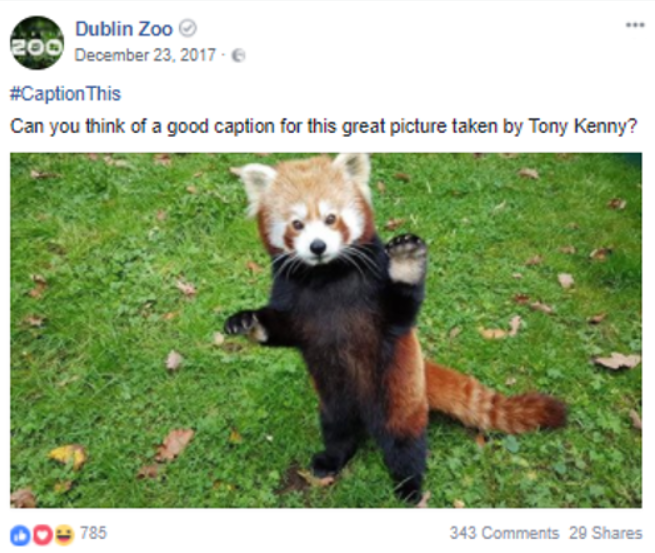 ZOO
Dublin Zoo
December 23, 2017 ·
#CaptionThis
Can you think of a good caption for this great picture taken by Tony Kenny?
785
343 Comments 29 Shares